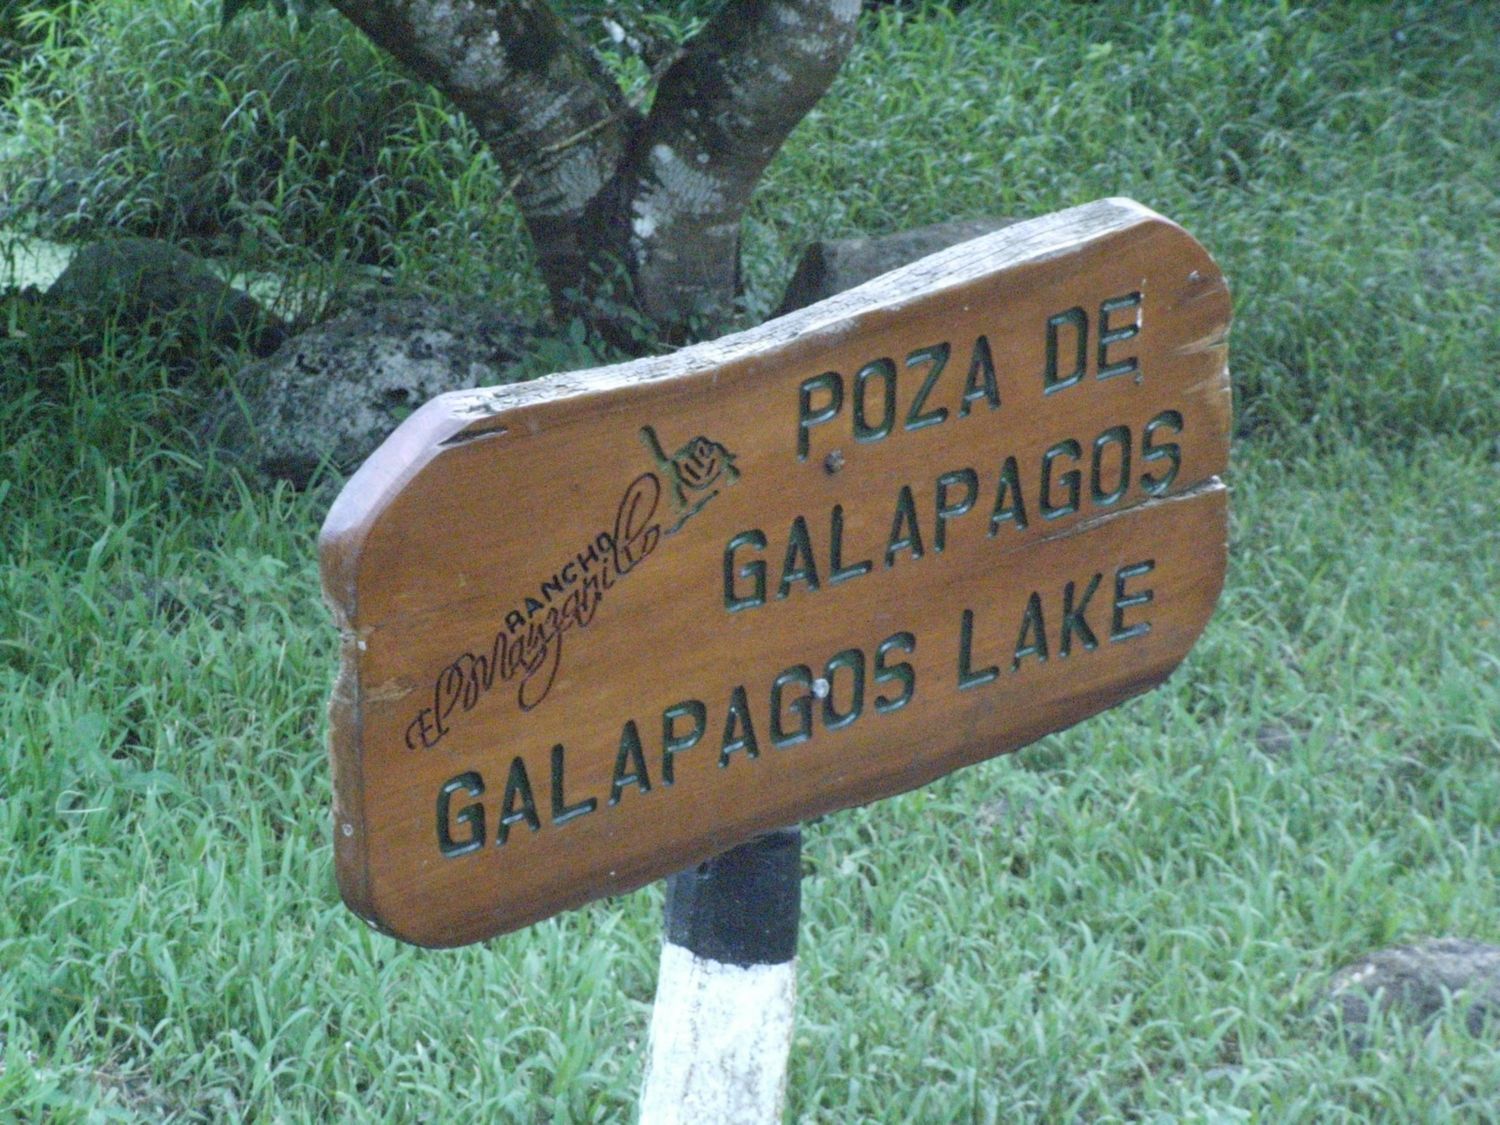 RANCHO
El Manzanillo
POZA DE
GALAPAGOS
GALAPAGOS LAKE